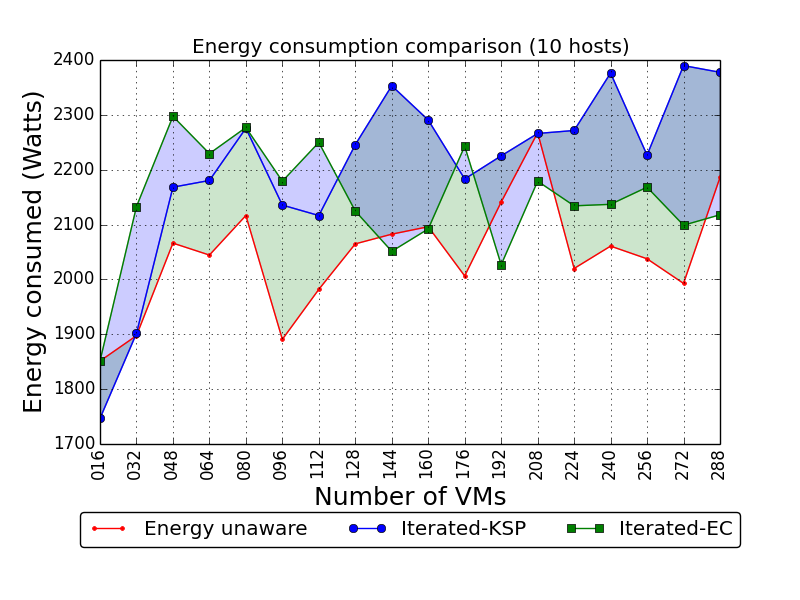 Energy consumption comparison (10 hosts)
2400
2300
2200
2100
2000
1900
1800
1700
Energy consumed (Watts)
016 032 048 064 080 096 112 128 144 160 176 192 208 224 240 256 272 288
Number of VMs
Energy unaware Iterated-KSP Iterated-EC